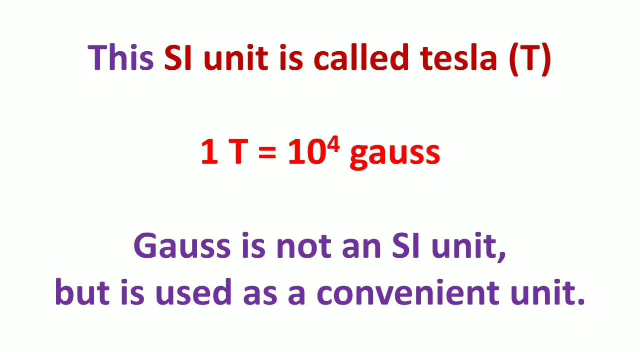 This SI unit is called tesla (T)
1 T = 10⁴ gauss
Gauss is not an SI unit,
but is used as a convenient unit.